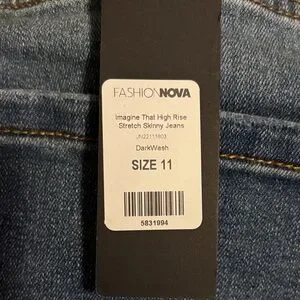 FASHIONNOVA
Imagine That High Rise
Stretch Skinny Jeans
DarkWash
SIZE 11
5831994